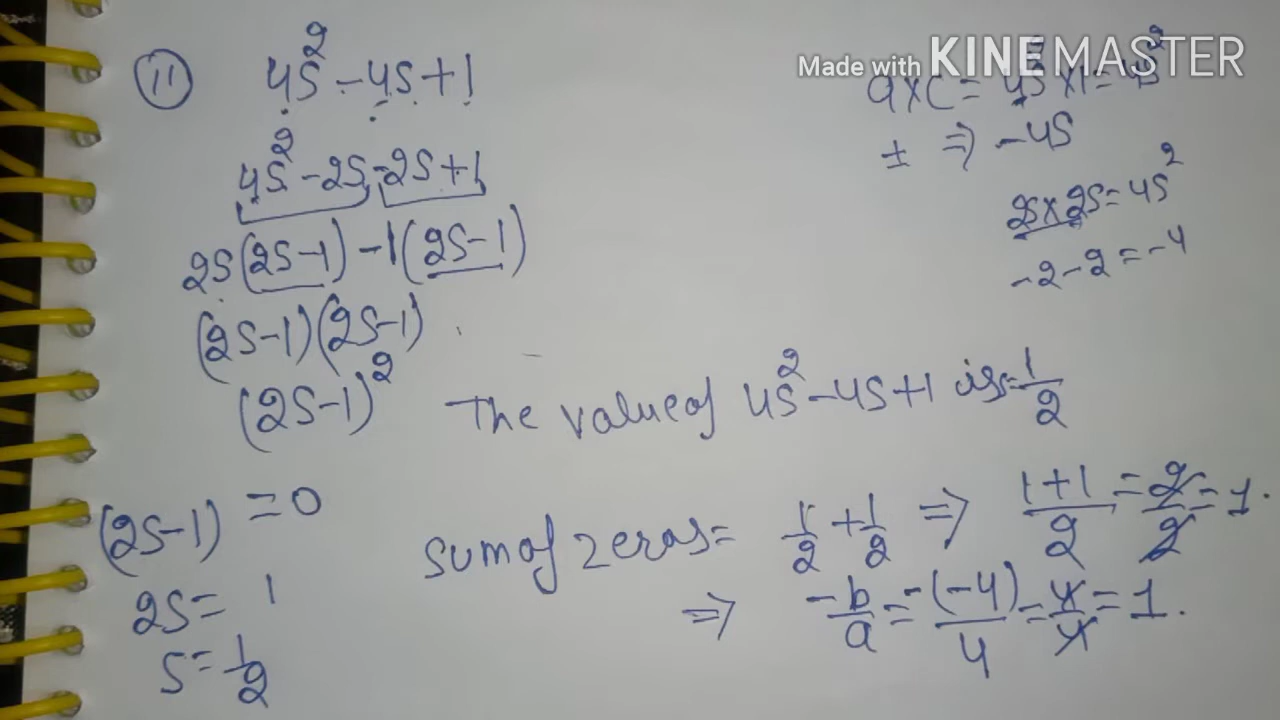 Made with KINEMASTER
(11) 4S² - 4S + 1
a × c = 4S² × 1 = 4S²
± ⇒ -4S
4S² - 2S - 2S + 1
2S × 2S = 4S²
-2 - 2 = -4
2S(2S-1) - 1(2S-1)
(2S-1)(2S-1)
(2S-1)²
The value of 4S² - 4S + 1 is = 1/2
(2S-1) = 0
2S = 1
S = 1/2
Sum of zeros = 1/2 + 1/2 ⇒ 1+1/2 = 2/2 = 1.
⇒ -b/a = -(-4)/4 = 4/4 = 1.